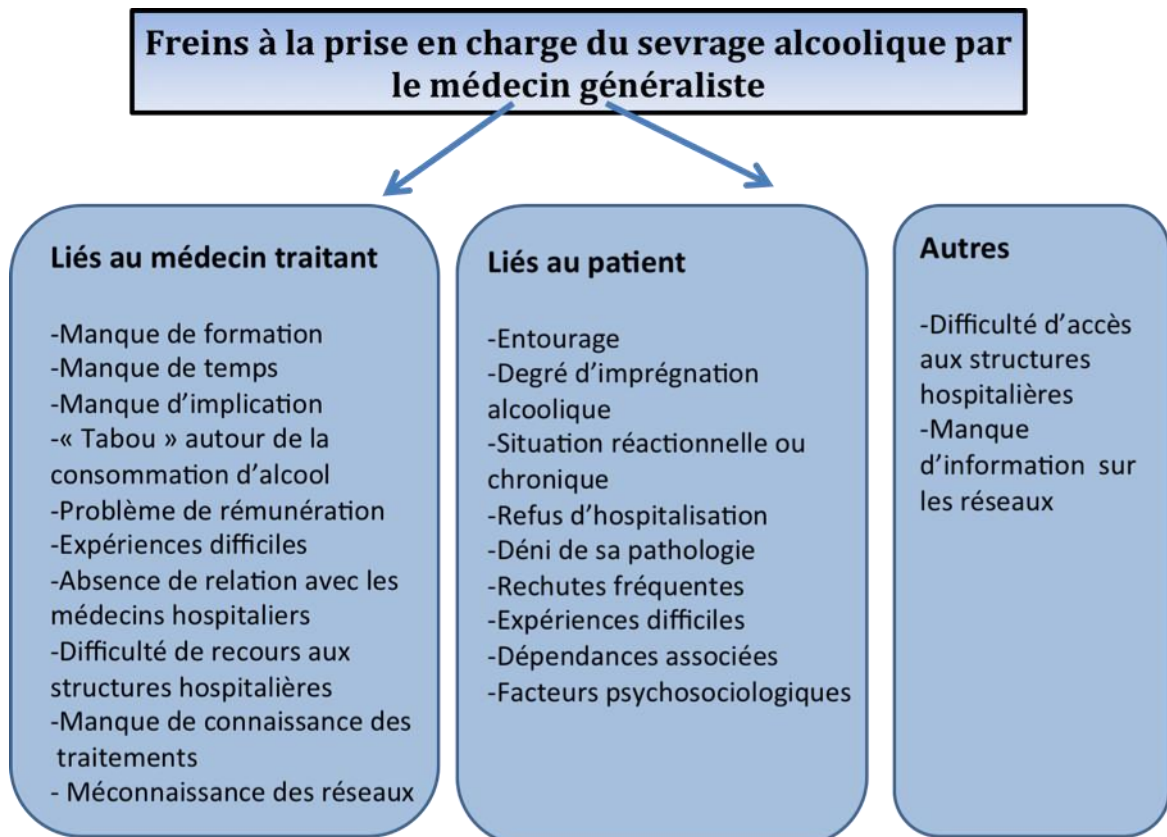 Freins à la prise en charge du sevrage alcoolique par
le médecin généraliste
Liés au médecin traitant
-Manque de formation
-Manque de temps
-Manque d’implication
-« Tabou » autour de la
consommation d’alcool
-Problème de rémunération
-Expériences difficiles
-Absence de relation avec les
médecins hospitaliers
-Difficulté de recours aux
structures hospitalières
-Manque de connaissance des
traitements
- Méconnaissance des réseaux
Liés au patient
-Entourage
-Degré d’imprégnation
alcoolique
-Situation réactionnelle ou
chronique
-Refus d’hospitalisation
-Déni de sa pathologie
-Rechutes fréquentes
-Expériences difficiles
-Dépendances associées
-Facteurs psychosociologiques
Autres
-Difficulté d’accès
aux structures
hospitalières
-Manque
d’information sur
les réseaux